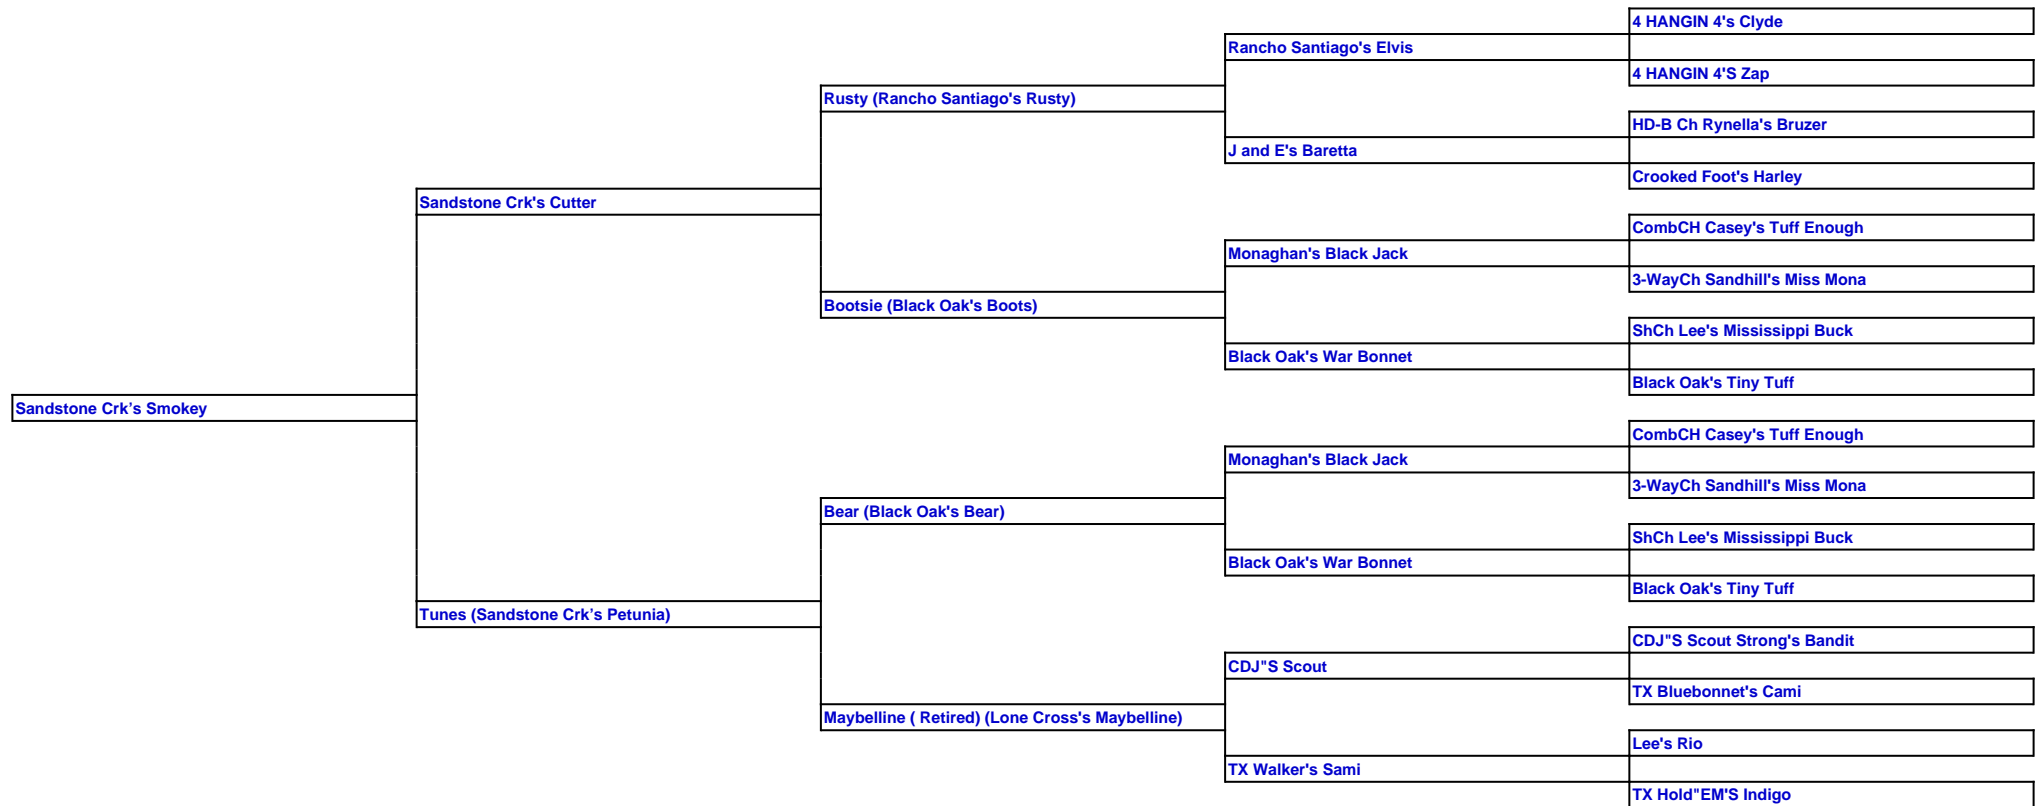 4 HANGIN 4's Clyde
Rancho Santiago's Elvis
4 HANGIN 4'S Zap
Rusty (Rancho Santiago's Rusty)
HD-B Ch Rynella's Bruzer
J and E's Baretta
Crooked Foot's Harley
Sandstone Crk's Cutter
CombCH Casey's Tuff Enough
Monaghan's Black Jack
3-WayCh Sandhill's Miss Mona
Bootsie (Black Oak's Boots)
ShCh Lee's Mississippi Buck
Black Oak's War Bonnet
Black Oak's Tiny Tuff
Sandstone Crk’s Smokey
CombCH Casey's Tuff Enough
Monaghan's Black Jack
3-WayCh Sandhill's Miss Mona
Bear (Black Oak's Bear)
ShCh Lee's Mississippi Buck
Black Oak's War Bonnet
Black Oak's Tiny Tuff
Tunes (Sandstone Crk’s Petunia)
CDJ"S Scout Strong's Bandit
CDJ"S Scout
TX Bluebonnet's Cami
Maybelline ( Retired) (Lone Cross's Maybelline)
Lee's Rio
TX Walker's Sami
TX Hold"EM'S Indigo